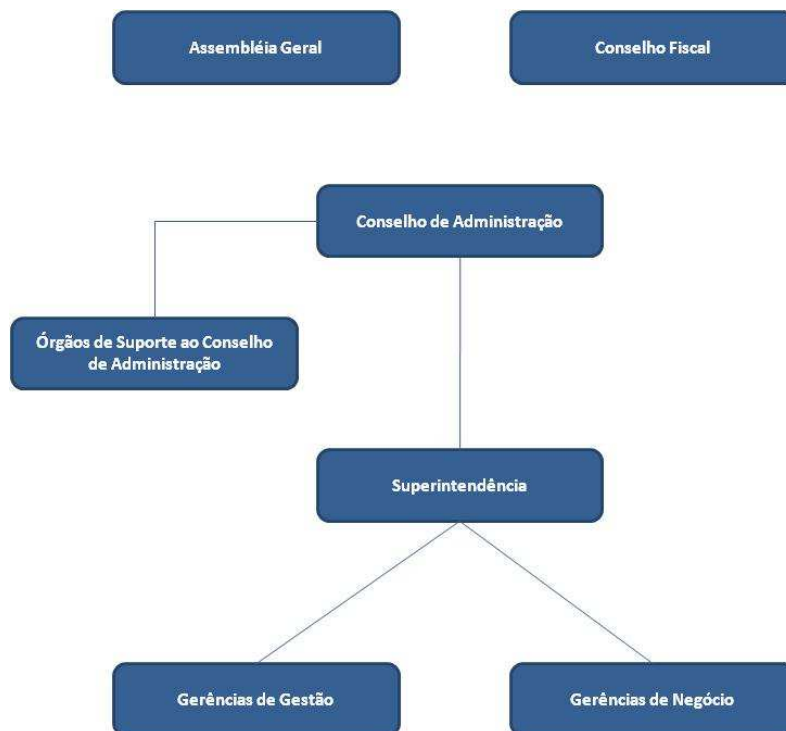 Assembléia Geral
Conselho Fiscal
Conselho de Administração
Órgãos de Suporte ao Conselho
de Administração
Superintendência
Gerências de Gestão
Gerências de Negócio